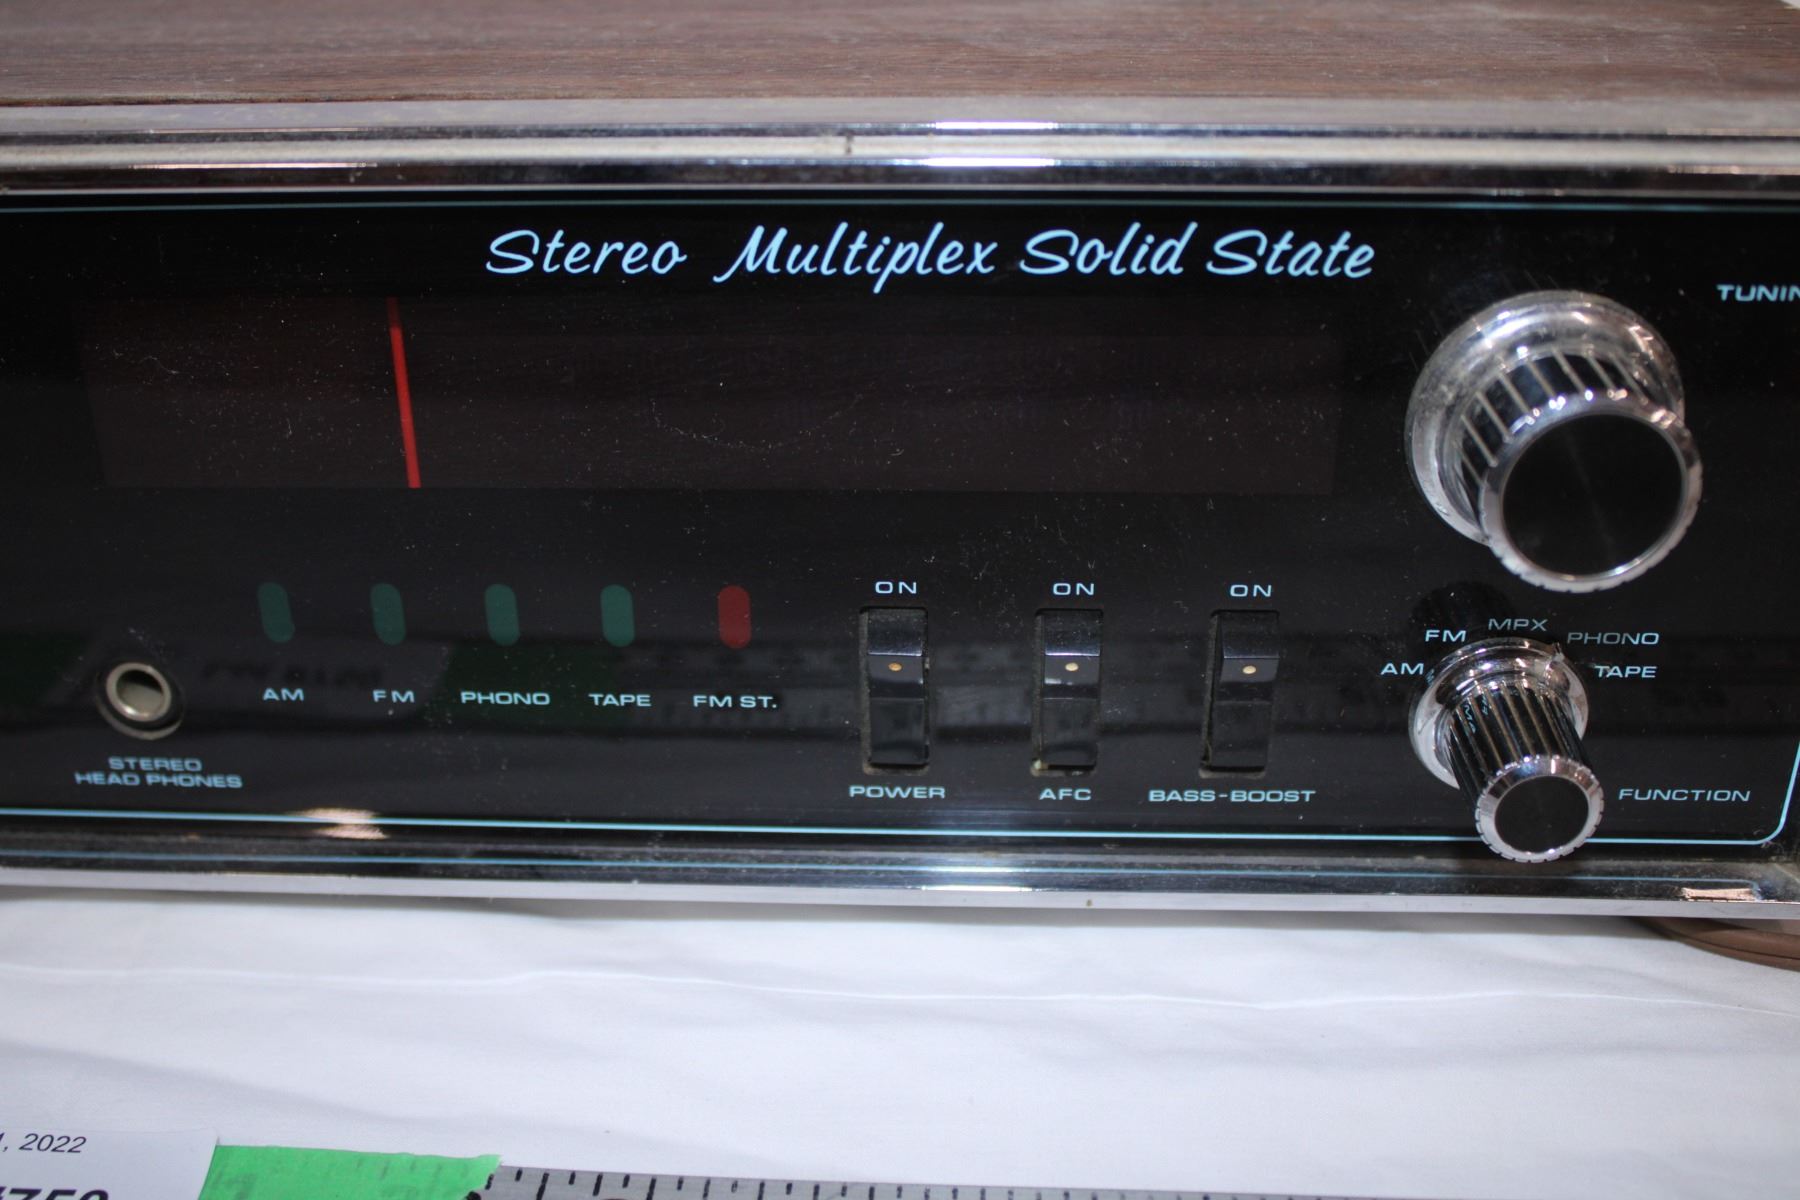 Stereo Multiplex Solid State
ON
ON
ON
MPX
FM
PHONO
AM
TAPE
AM
FM
PHONO
TAPE
FM ST.
STEREO
HEAD PHONES
POWER
AFC
BASS-BOOST
FUNCTION
2022